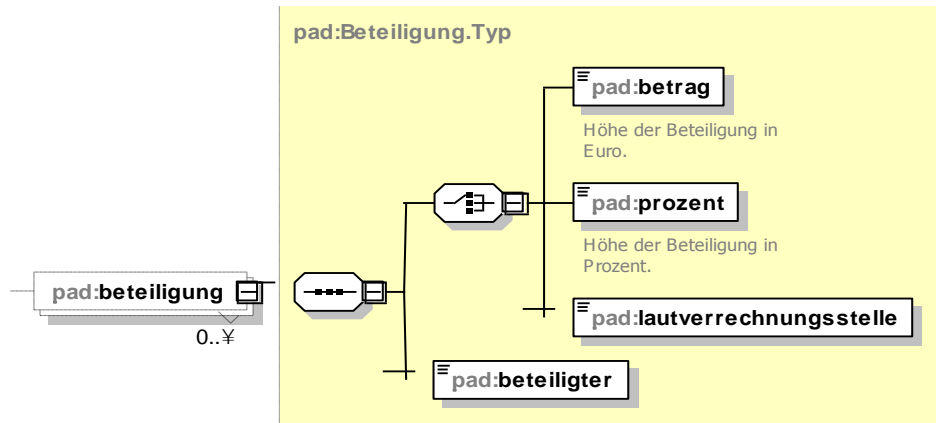 pad:Beteiligung.Typ
pad:betrag
Höhe der Beteiligung in
Euro.
pad:prozent
Höhe der Beteiligung in
Prozent.
pad:beteiligung
0..¥
pad:lautverrechnungsstelle
pad:beteiligter